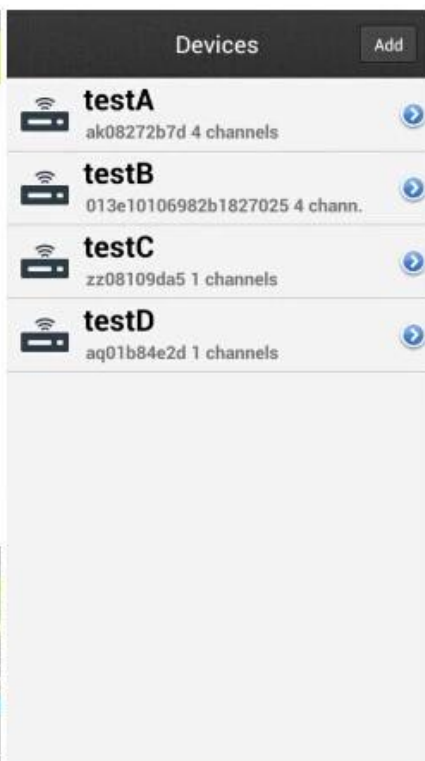 Devices
Add
testA
ak08272b7d 4 channels
testB
013e10106982b1827025 4 chann.
testC
zz08109da5 1 channels
testD
aq01b84e2d 1 channels